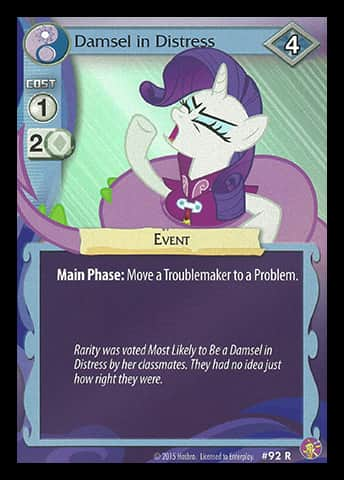 Damsel in Distress
4
COST
1
2
EVENT
Main Phase: Move a Troublemaker to a Problem.
Rarity was voted Most Likely to Be a Damsel in
Distress by her classmates. They had no idea just
how right they were.
© 2015 Hasbro. Licensed to Enterplay. #92 R